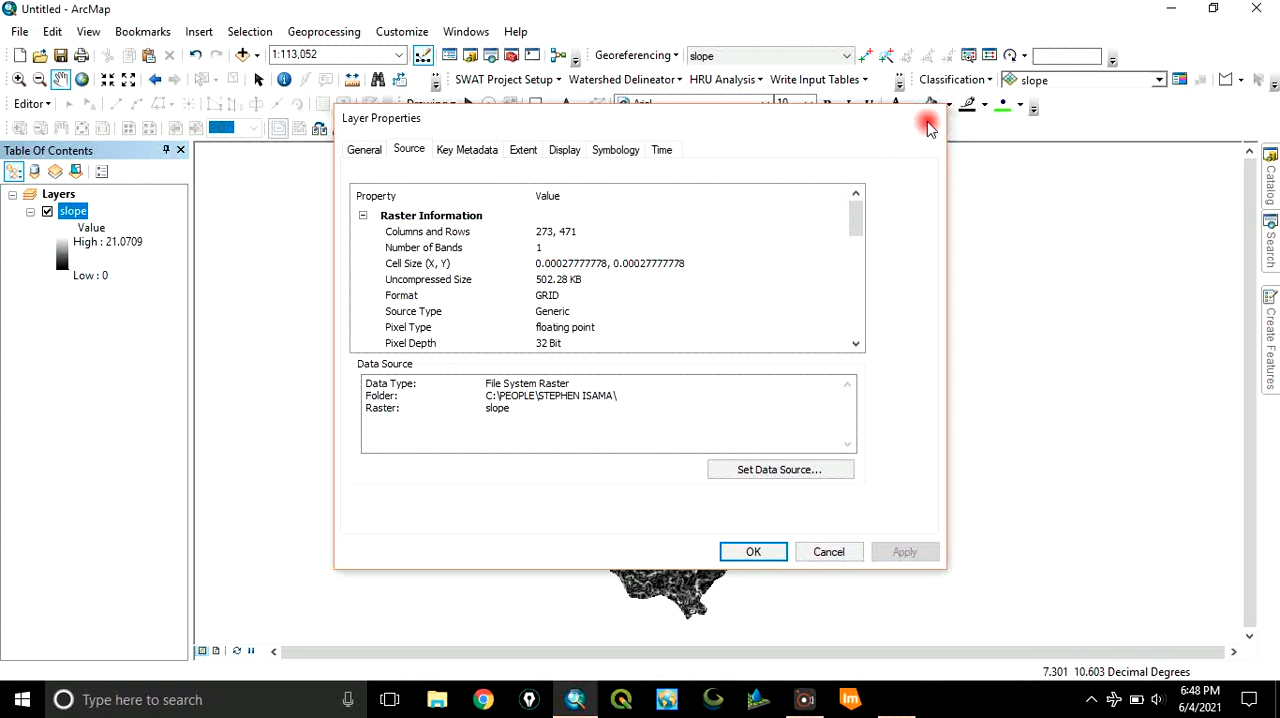 Untitled - ArcMap
File Edit View Bookmarks Insert Selection Geoprocessing Customize Windows Help
1:113,052 Georeferencing slope
SWAT Project Setup Watershed Delineator HRU Analysis Write Input Tables Classification slope
Editor
Layer Properties
Table Of Contents
General Source Key Metadata Extent Display Symbology Time
Layers
slope
Value
High : 21.0709
Low : 0
Property Value
Raster Information
Columns and Rows 273, 471
Number of Bands 1
Cell Size (X, Y) 0.00027777778, 0.00027777778
Uncompressed Size 502.28 KB
Format GRID
Source Type Generic
Pixel Type floating point
Pixel Depth 32 Bit
Data Source
Data Type: File System Raster
Folder: C:\PEOPLE\STEPHEN ISAMA\
Raster: slope
Set Data Source...
OK Cancel Apply
Catalog
Search
Create Features
7.301 10.603 Decimal Degrees
Type here to search
6:48 PM
6/4/2021